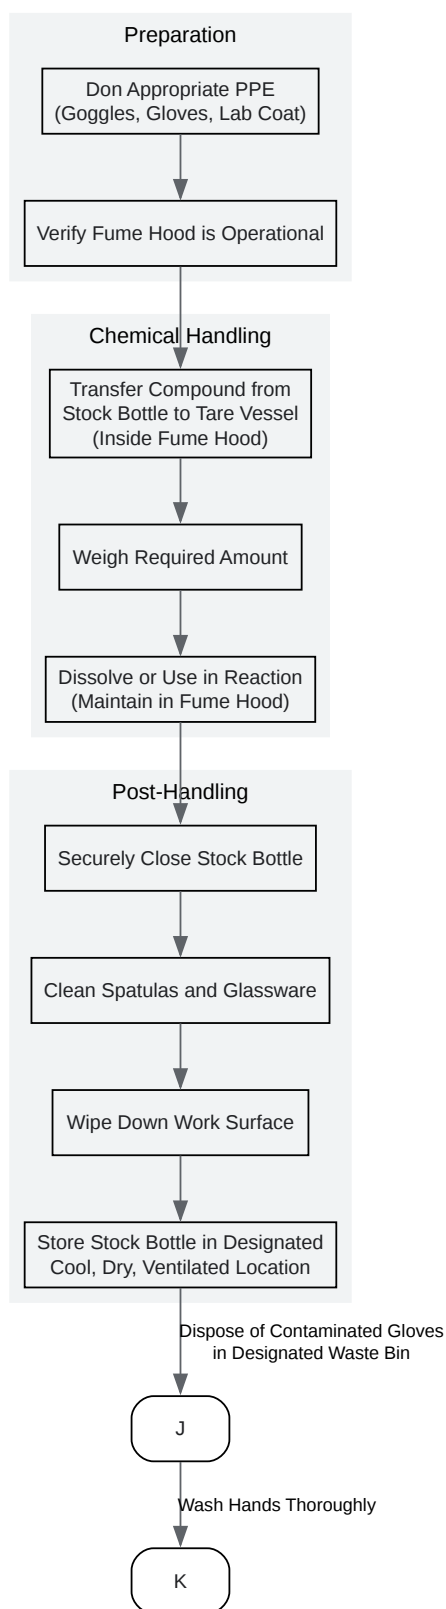 Preparation
Don Appropriate PPE
(Goggles, Gloves, Lab Coat)
Verify Fume Hood is Operational
Chemical Handling
Transfer Compound from
Stock Bottle to Tare Vessel
(Inside Fume Hood)
Weigh Required Amount
Dissolve or Use in Reaction
(Maintain in Fume Hood)
Post-Handling
Securely Close Stock Bottle
Clean Spatulas and Glassware
Wipe Down Work Surface
Store Stock Bottle in Designated
Cool, Dry, Ventilated Location
Dispose of Contaminated Gloves
in Designated Waste Bin
J
Wash Hands Thoroughly
K